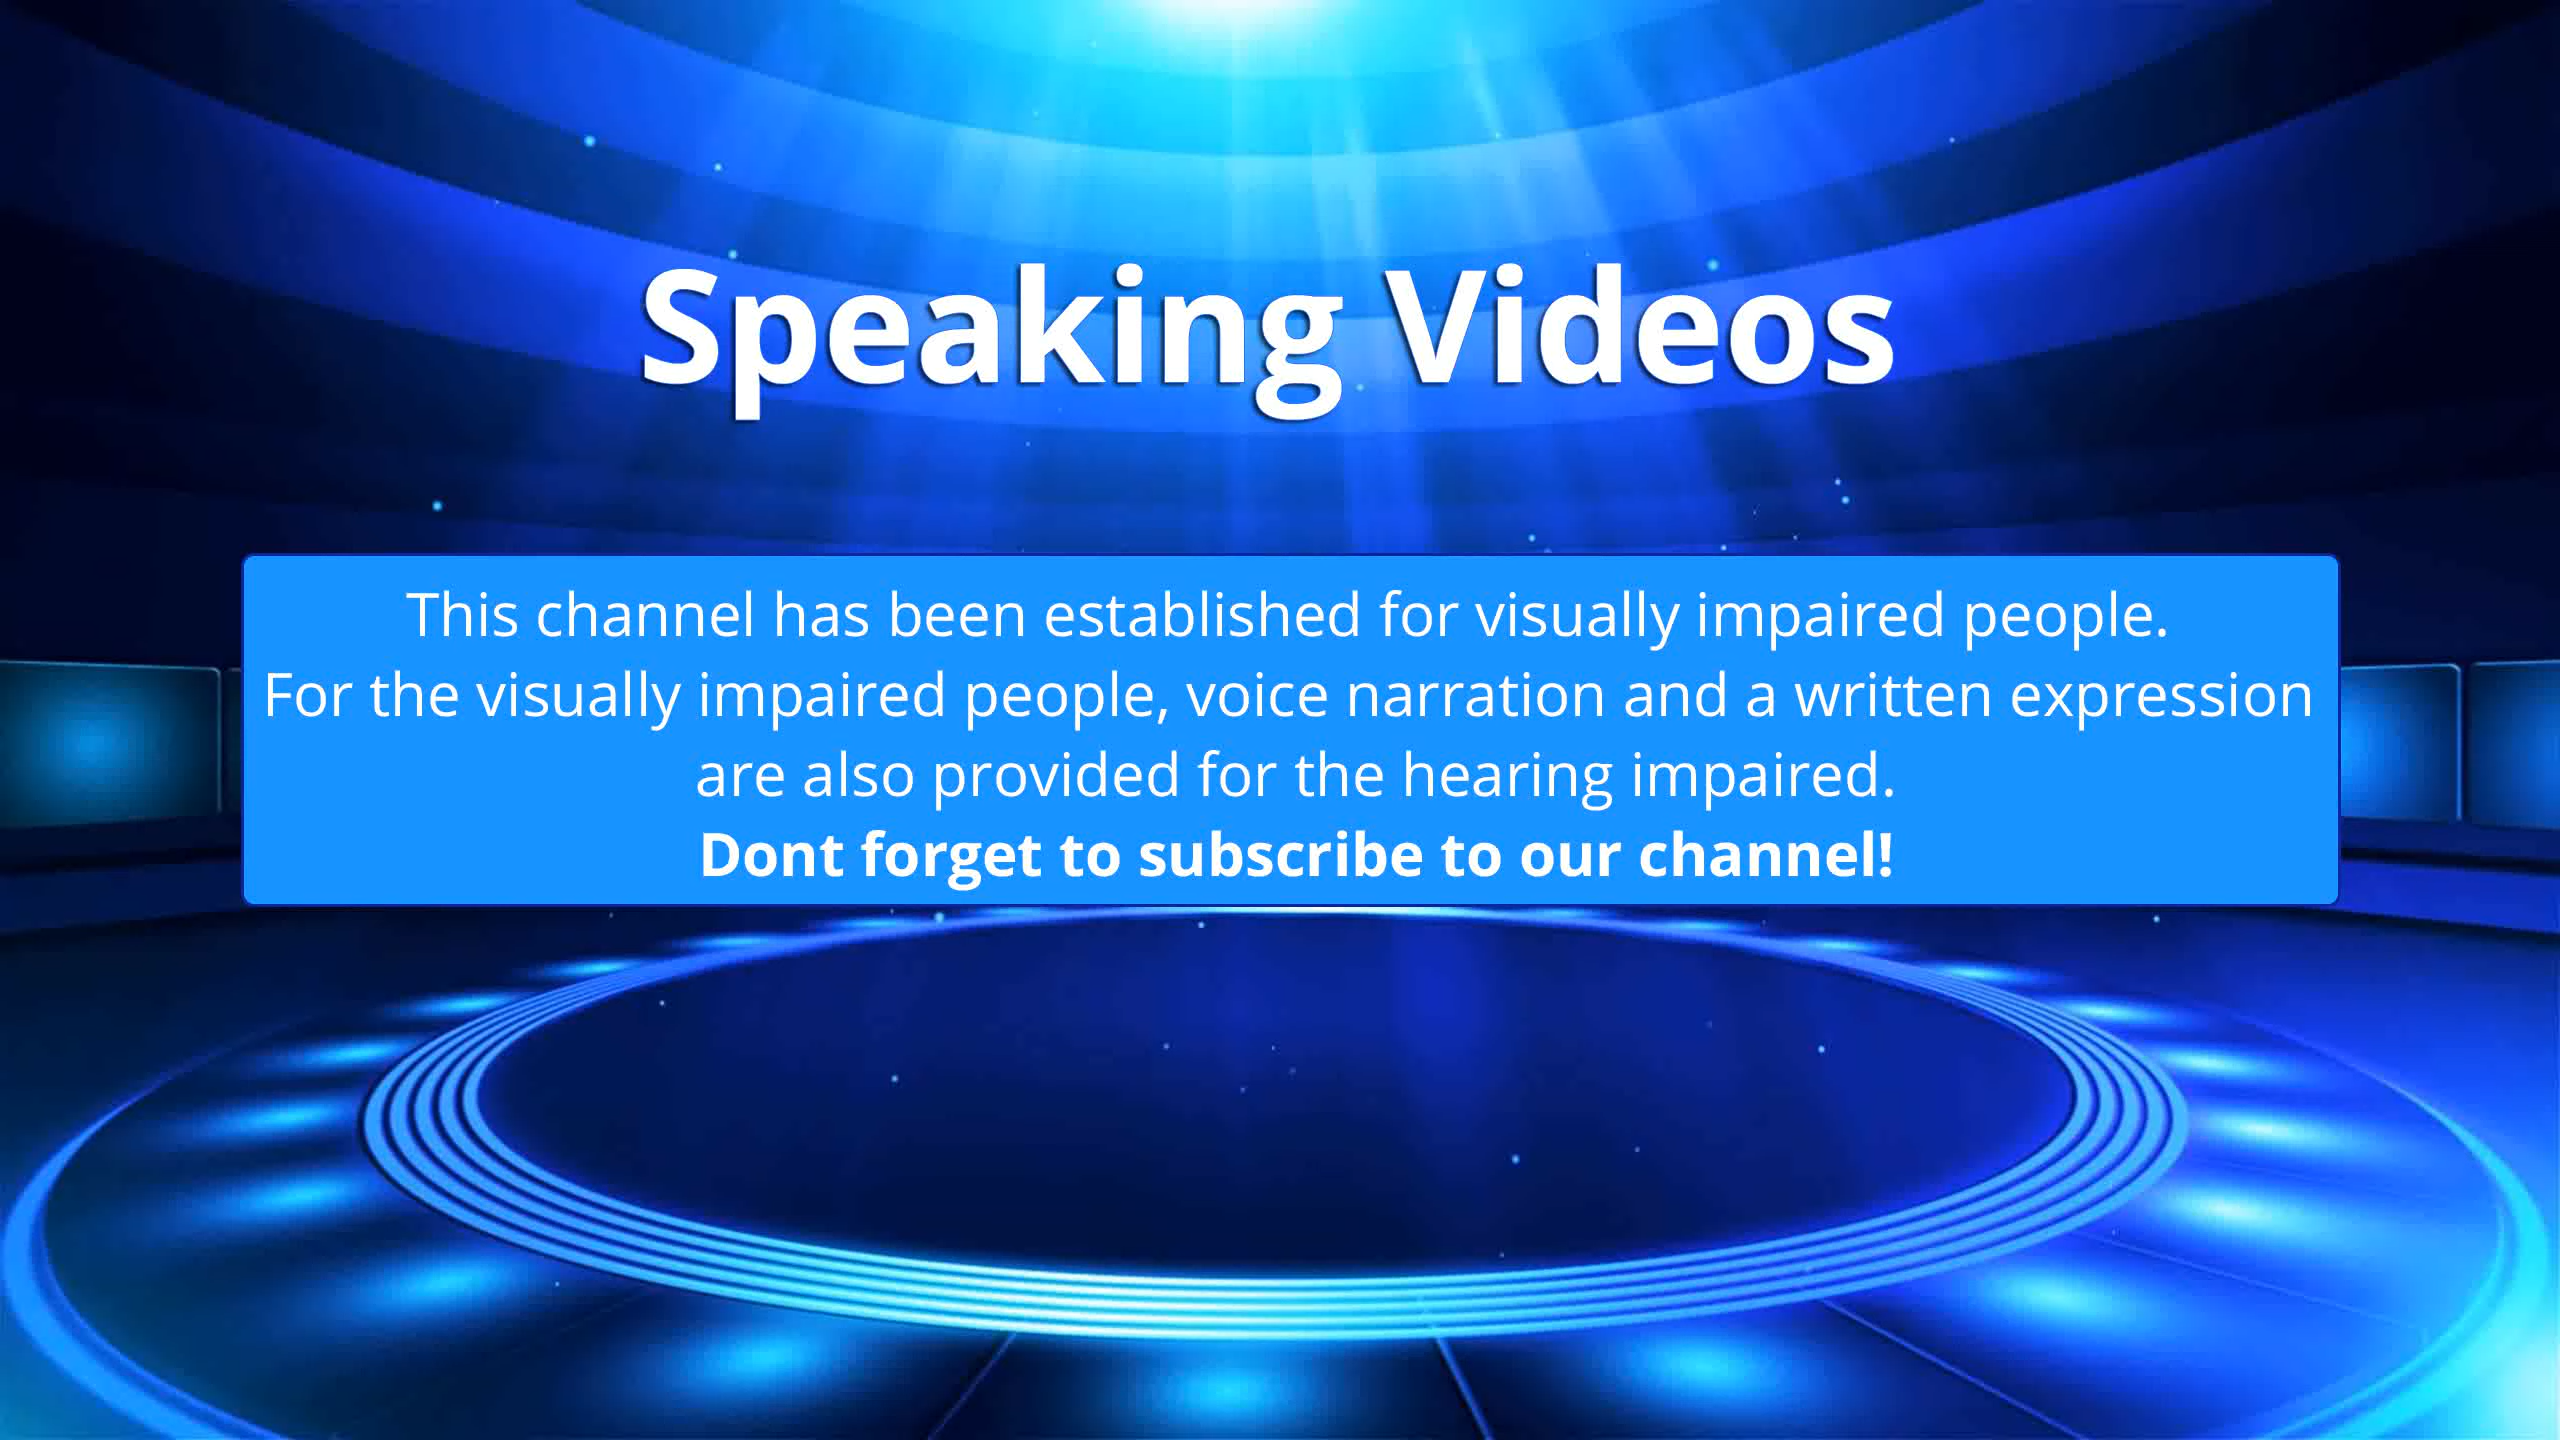 Speaking Videos
This channel has been established for visually impaired people.
For the visually impaired people, voice narration and a written expression
are also provided for the hearing impaired.
Dont forget to subscribe to our channel!